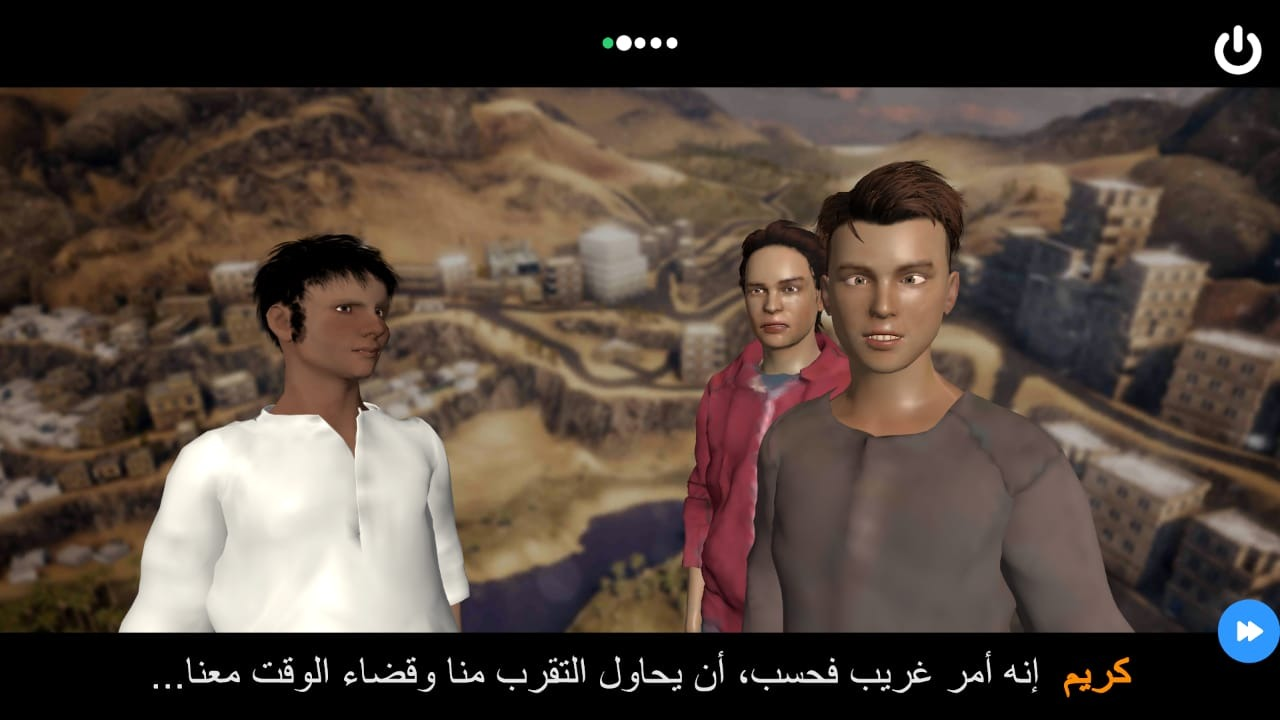 كريم إنه أمر غريب فحسب، أن يحاول التقرب منا وقضاء الوقت معنا...